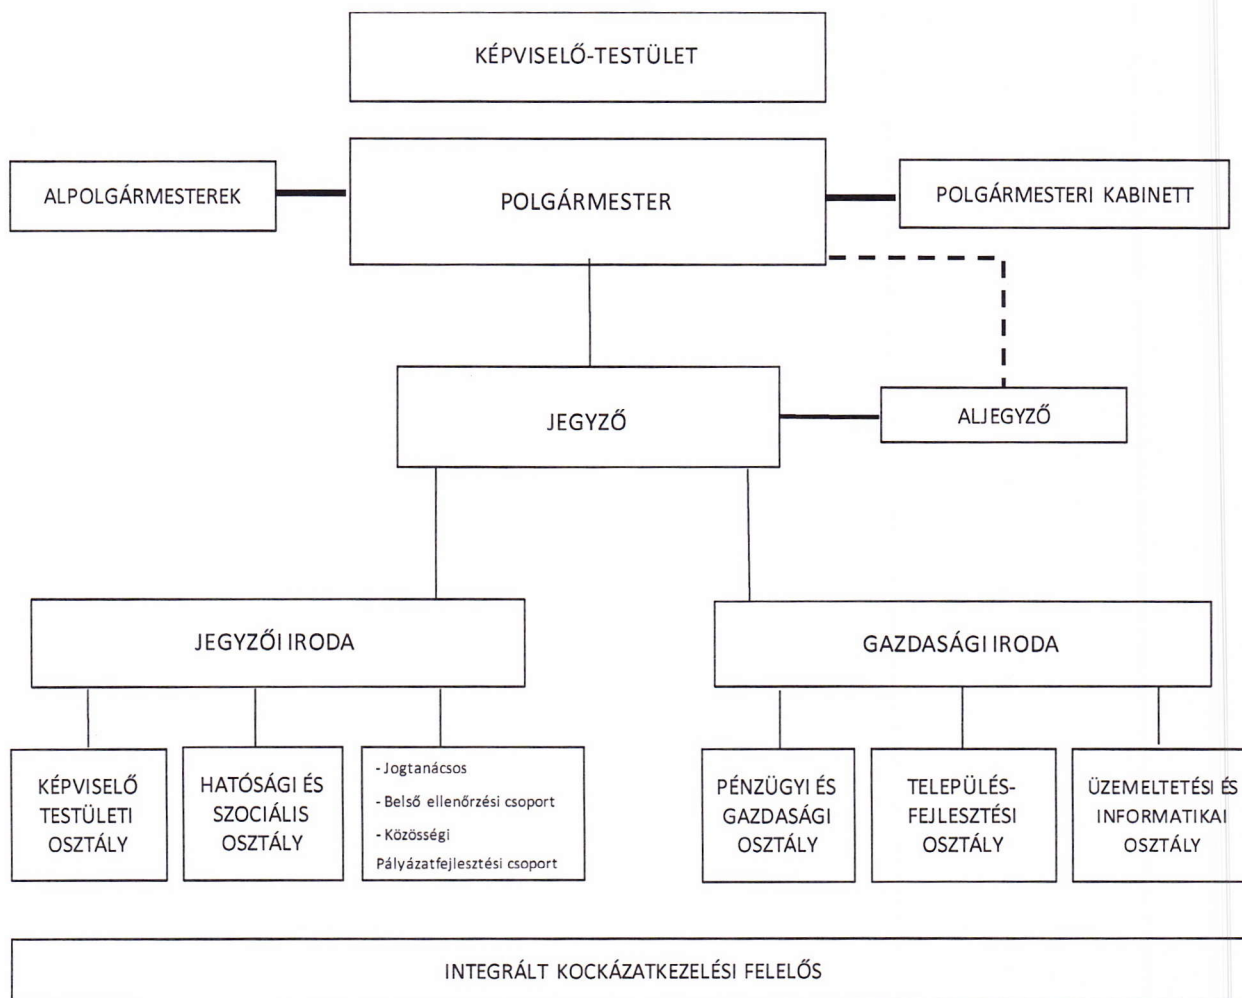 KÉPVISELŐ-TESTÜLET
ALPOLGÁRMESTEREK
POLGÁRMESTER
POLGÁRMESTERI KABINETT
JEGYZŐ
ALJEGYZŐ
JEGYZŐI IRODA
GAZDASÁGI IRODA
KÉPVISELŐ
TESTÜLETI
OSZTÁLY
HATÓSÁGI ÉS
SZOCIÁLIS
OSZTÁLY
- Jogtanácsos
- Belső ellenőrzési csoport
- Közösségi
Pályázatfejlesztési csoport
PÉNZÜGYI ÉS
GAZDASÁGI
OSZTÁLY
TELEPÜLÉS-
FEJLESZTÉSI
OSZTÁLY
ÜZEMELTETÉSI ÉS
INFORMATIKAI
OSZTÁLY
INTEGRÁLT KOCKÁZATKEZELÉSI FELELŐS